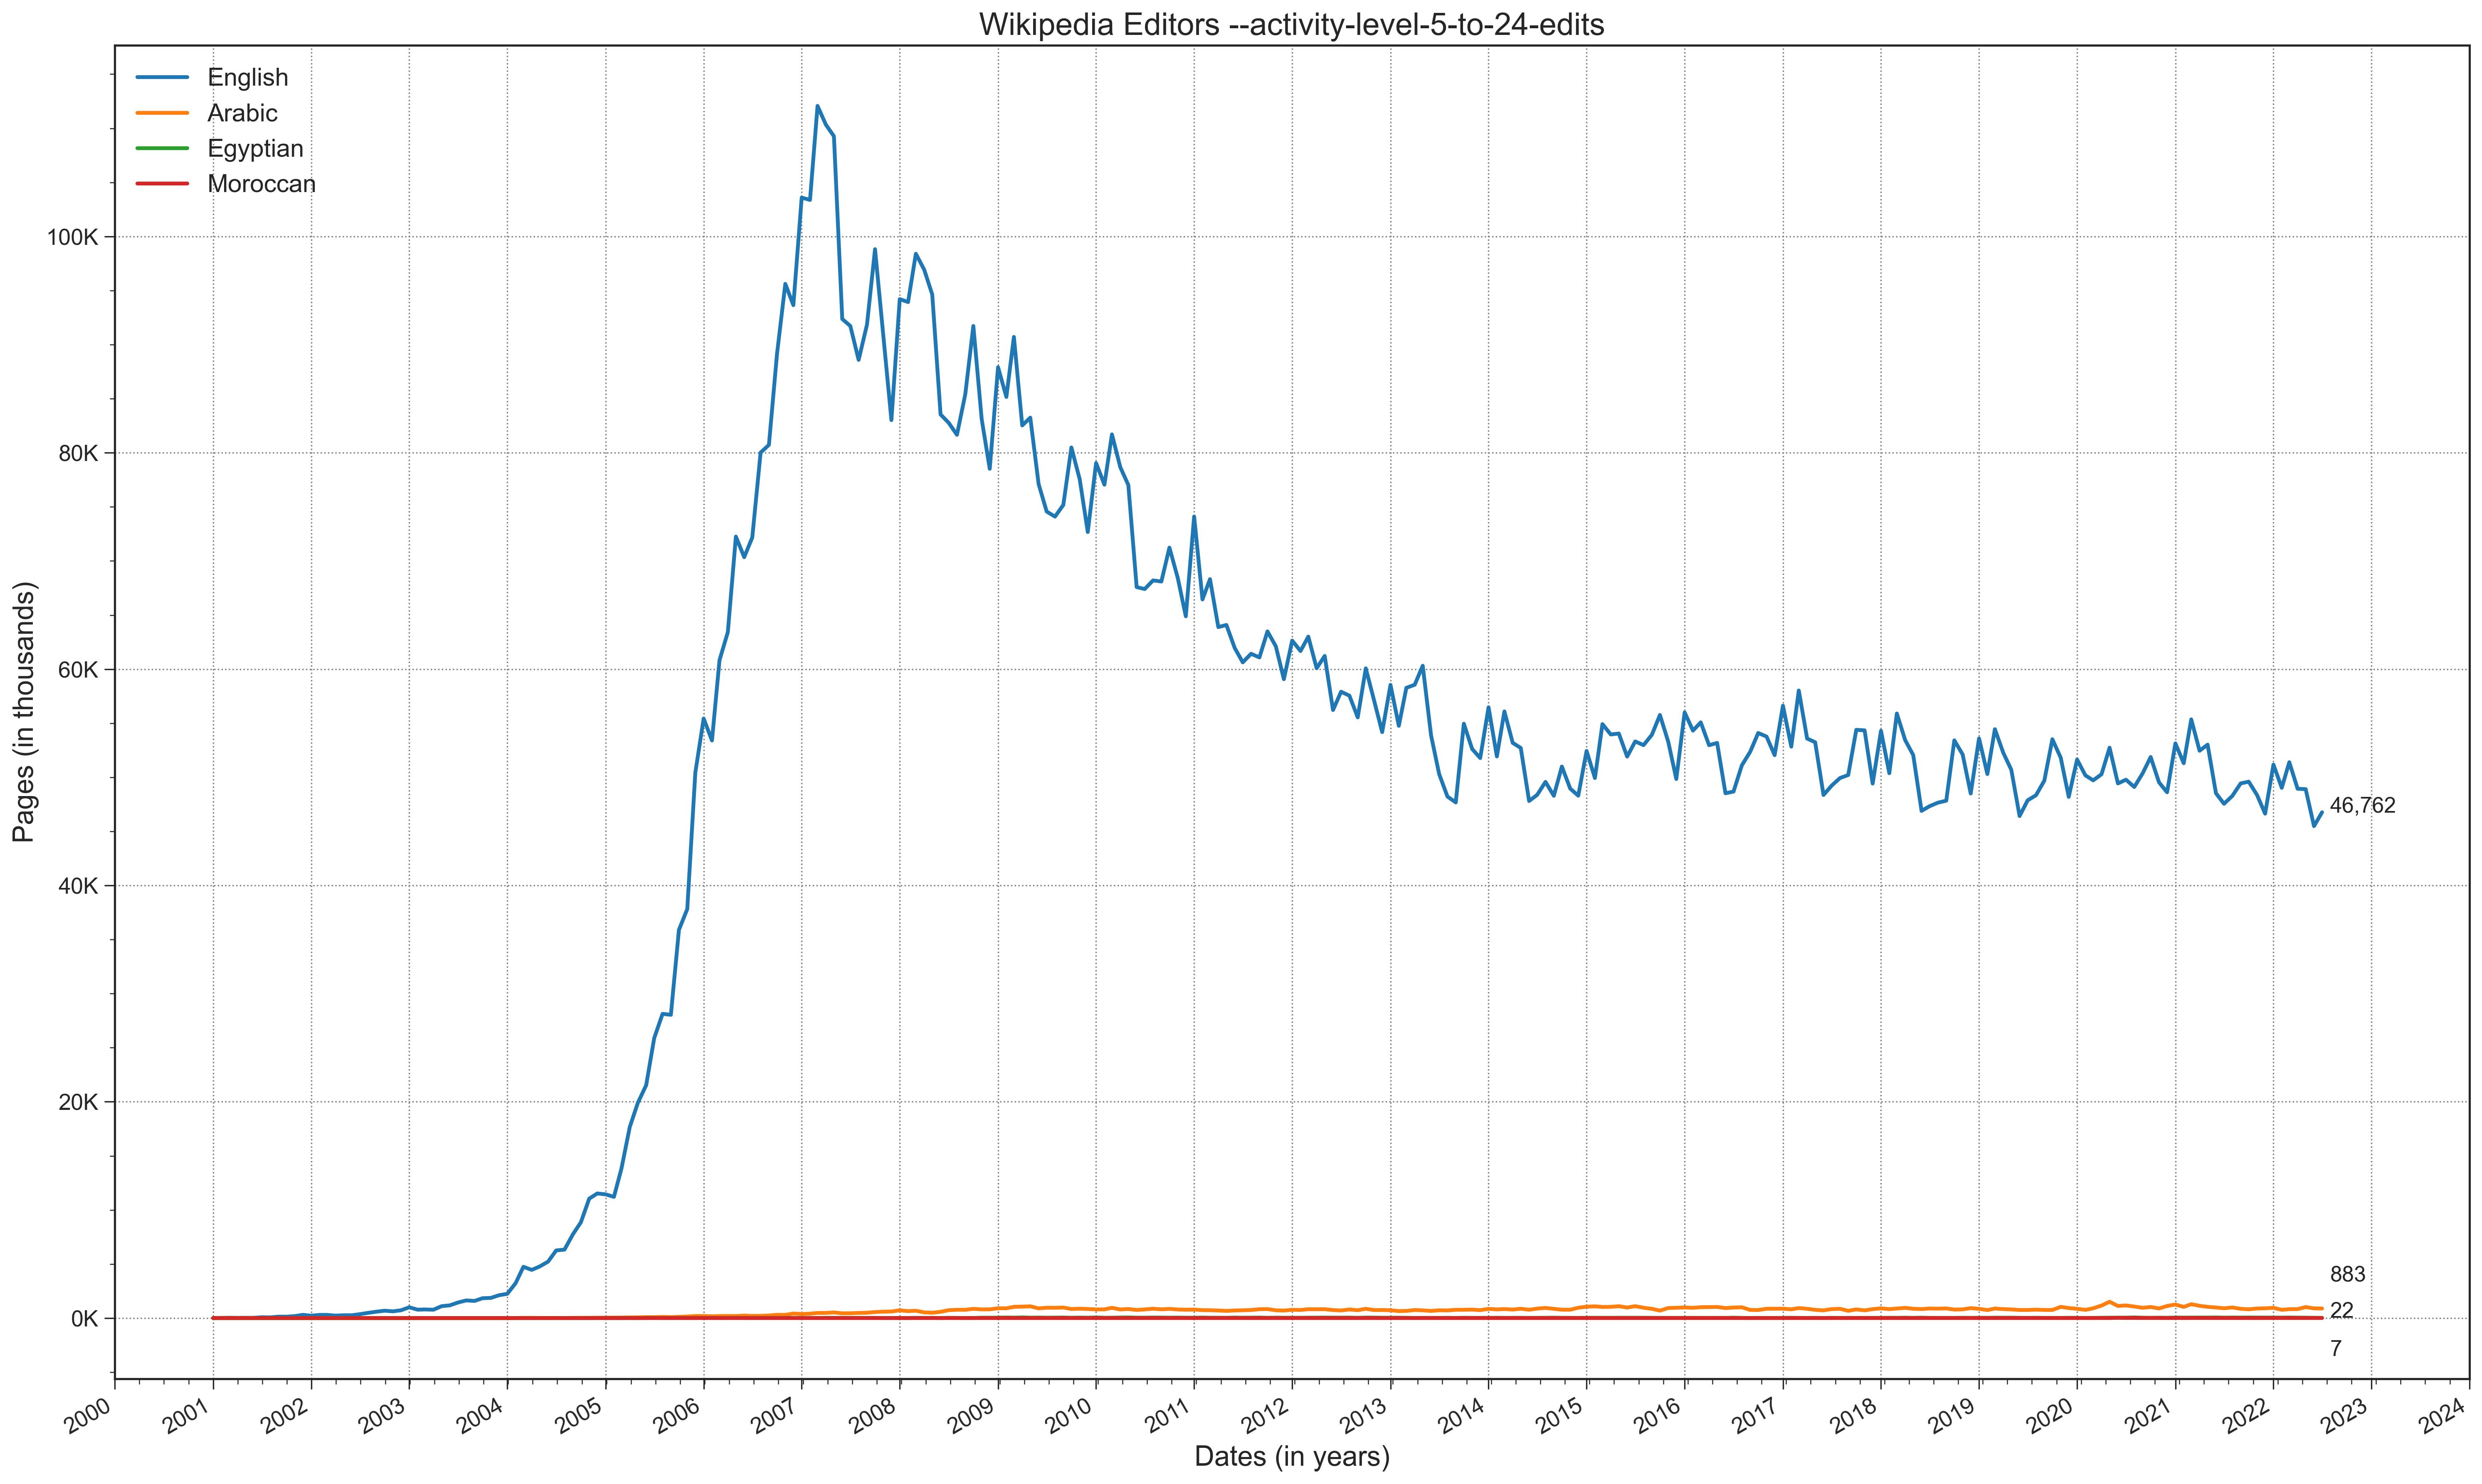 Wikipedia Editors --activity-level-5-to-24-edits
English
Arabic
Egyptian
Moroccan
100K
80K
60K
40K
20K
0K
Pages (in thousands)
46,762
883
22
7
2000 2001 2002 2003 2004 2005 2006 2007 2008 2009 2010 2011 2012 2013 2014 2015 2016 2017 2018 2019 2020 2021 2022 2023 2024
Dates (in years)